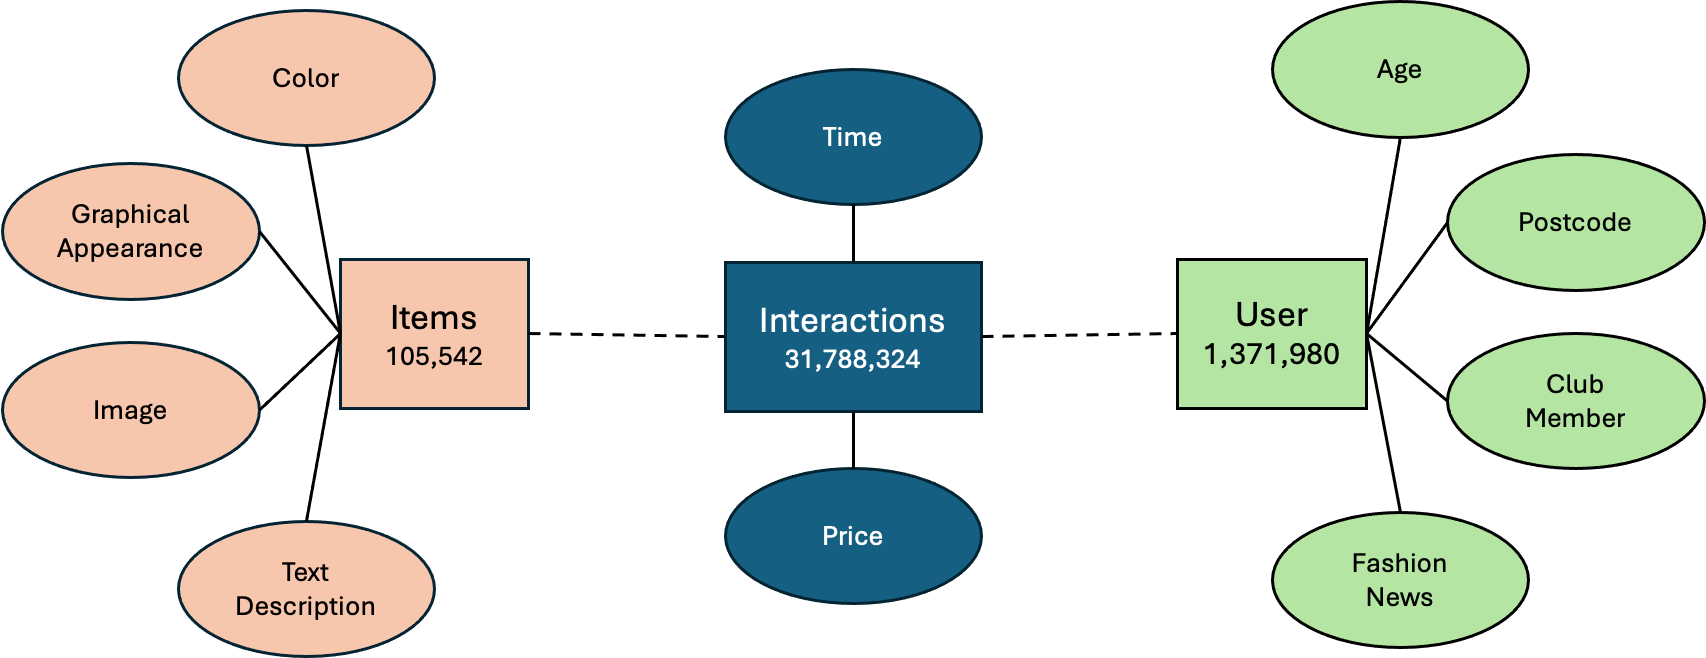 Color
Graphical
Appearance
Image
Text
Description
Items
105,542
Time
Interactions
31,788,324
Price
User
1,371,980
Age
Postcode
Club
Member
Fashion
News